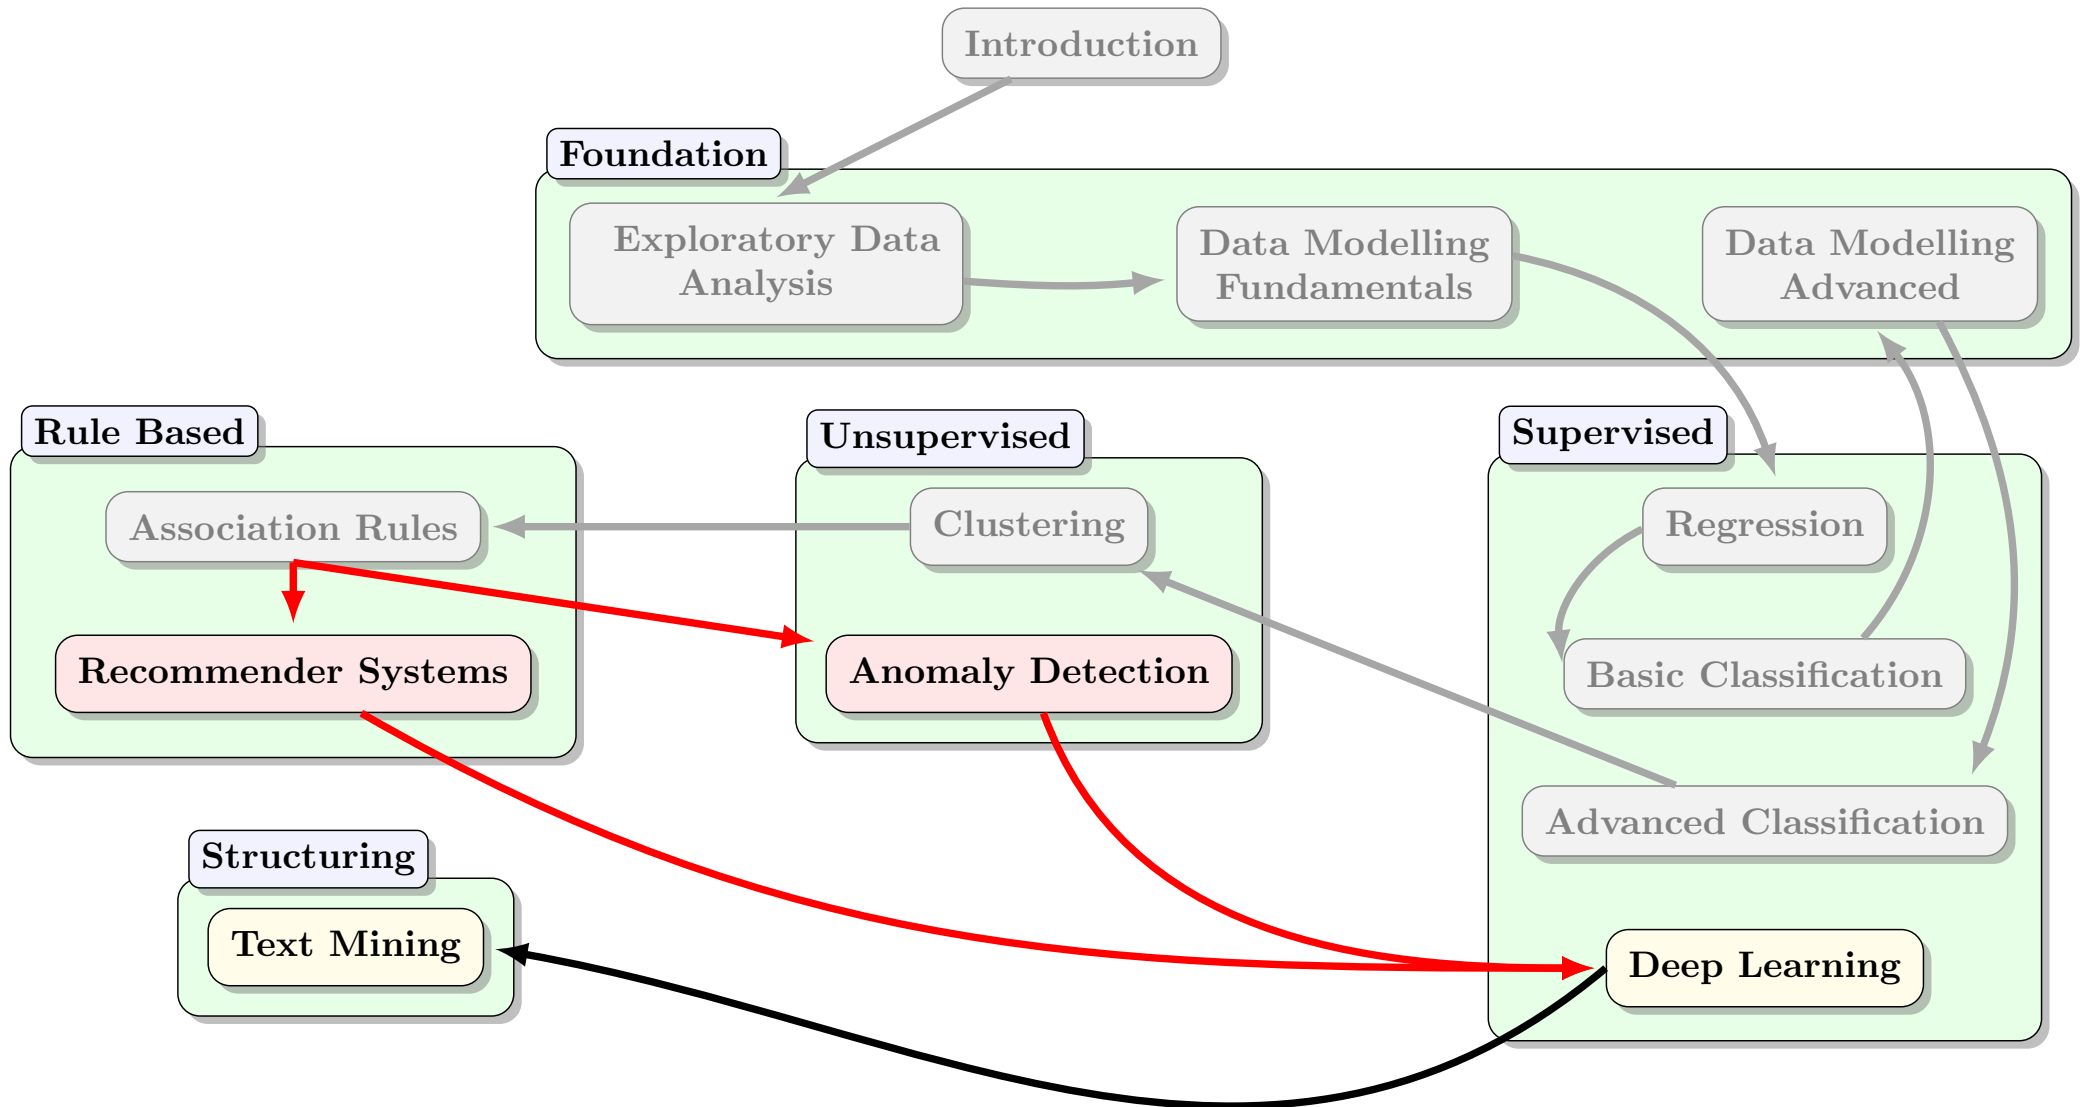 Introduction
Foundation
Exploratory Data
Analysis
Data Modelling
Fundamentals
Data Modelling
Advanced
Rule Based
Association Rules
Recommender Systems
Unsupervised
Clustering
Anomaly Detection
Supervised
Regression
Basic Classification
Advanced Classification
Deep Learning
Structuring
Text Mining